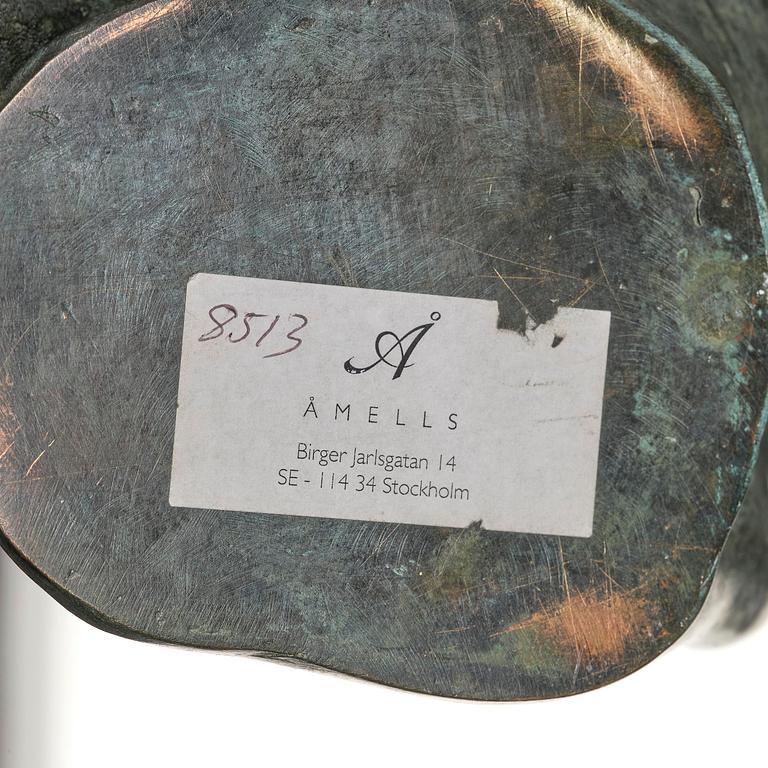 8513
Å
ÅMELLS
Birger Jarlsgatan 14
SE - 114 34 Stockholm